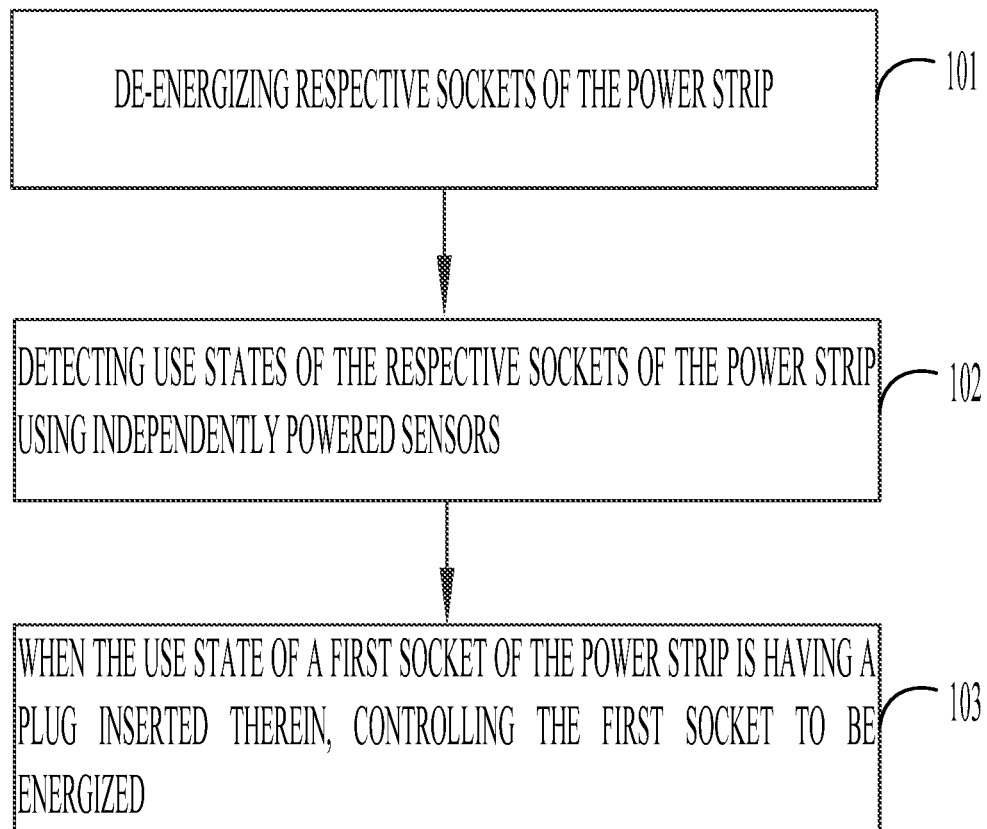 DE-ENERGIZING RESPECTIVE SOCKETS OF THE POWER STRIP
101
DETECTING USE STATES OF THE RESPECTIVE SOCKETS OF THE POWER STRIP
USING INDEPENDENTLY POWERED SENSORS
102
WHEN THE USE STATE OF A FIRST SOCKET OF THE POWER STRIP IS HAVING A
PLUG INSERTED THEREIN, CONTROLLING THE FIRST SOCKET TO BE
ENERGIZED
103